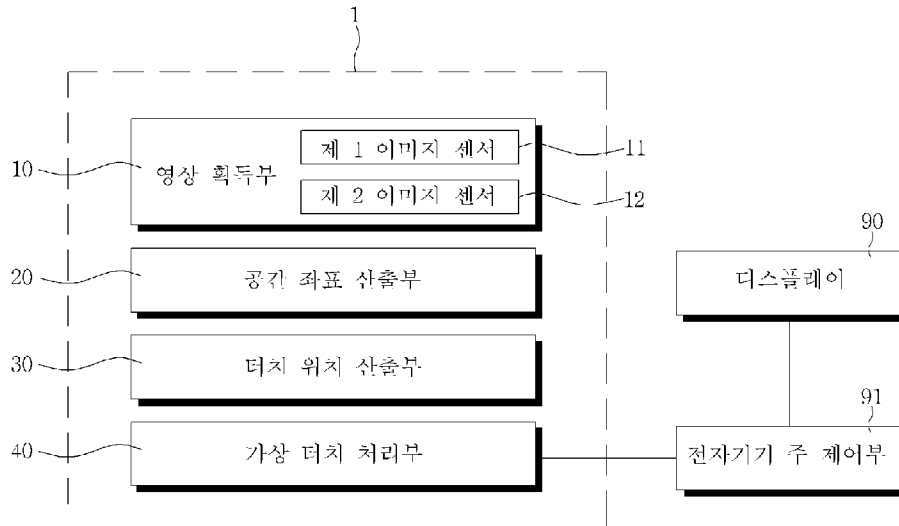 1
제 1 이미지 센서
11
10
영상 획득부
제 2 이미지 센서
12
20
공간 좌표 산출부
90
디스플레이
30
터치 위치 산출부
91
40
가상 터치 처리부
전자기기 주 제어부